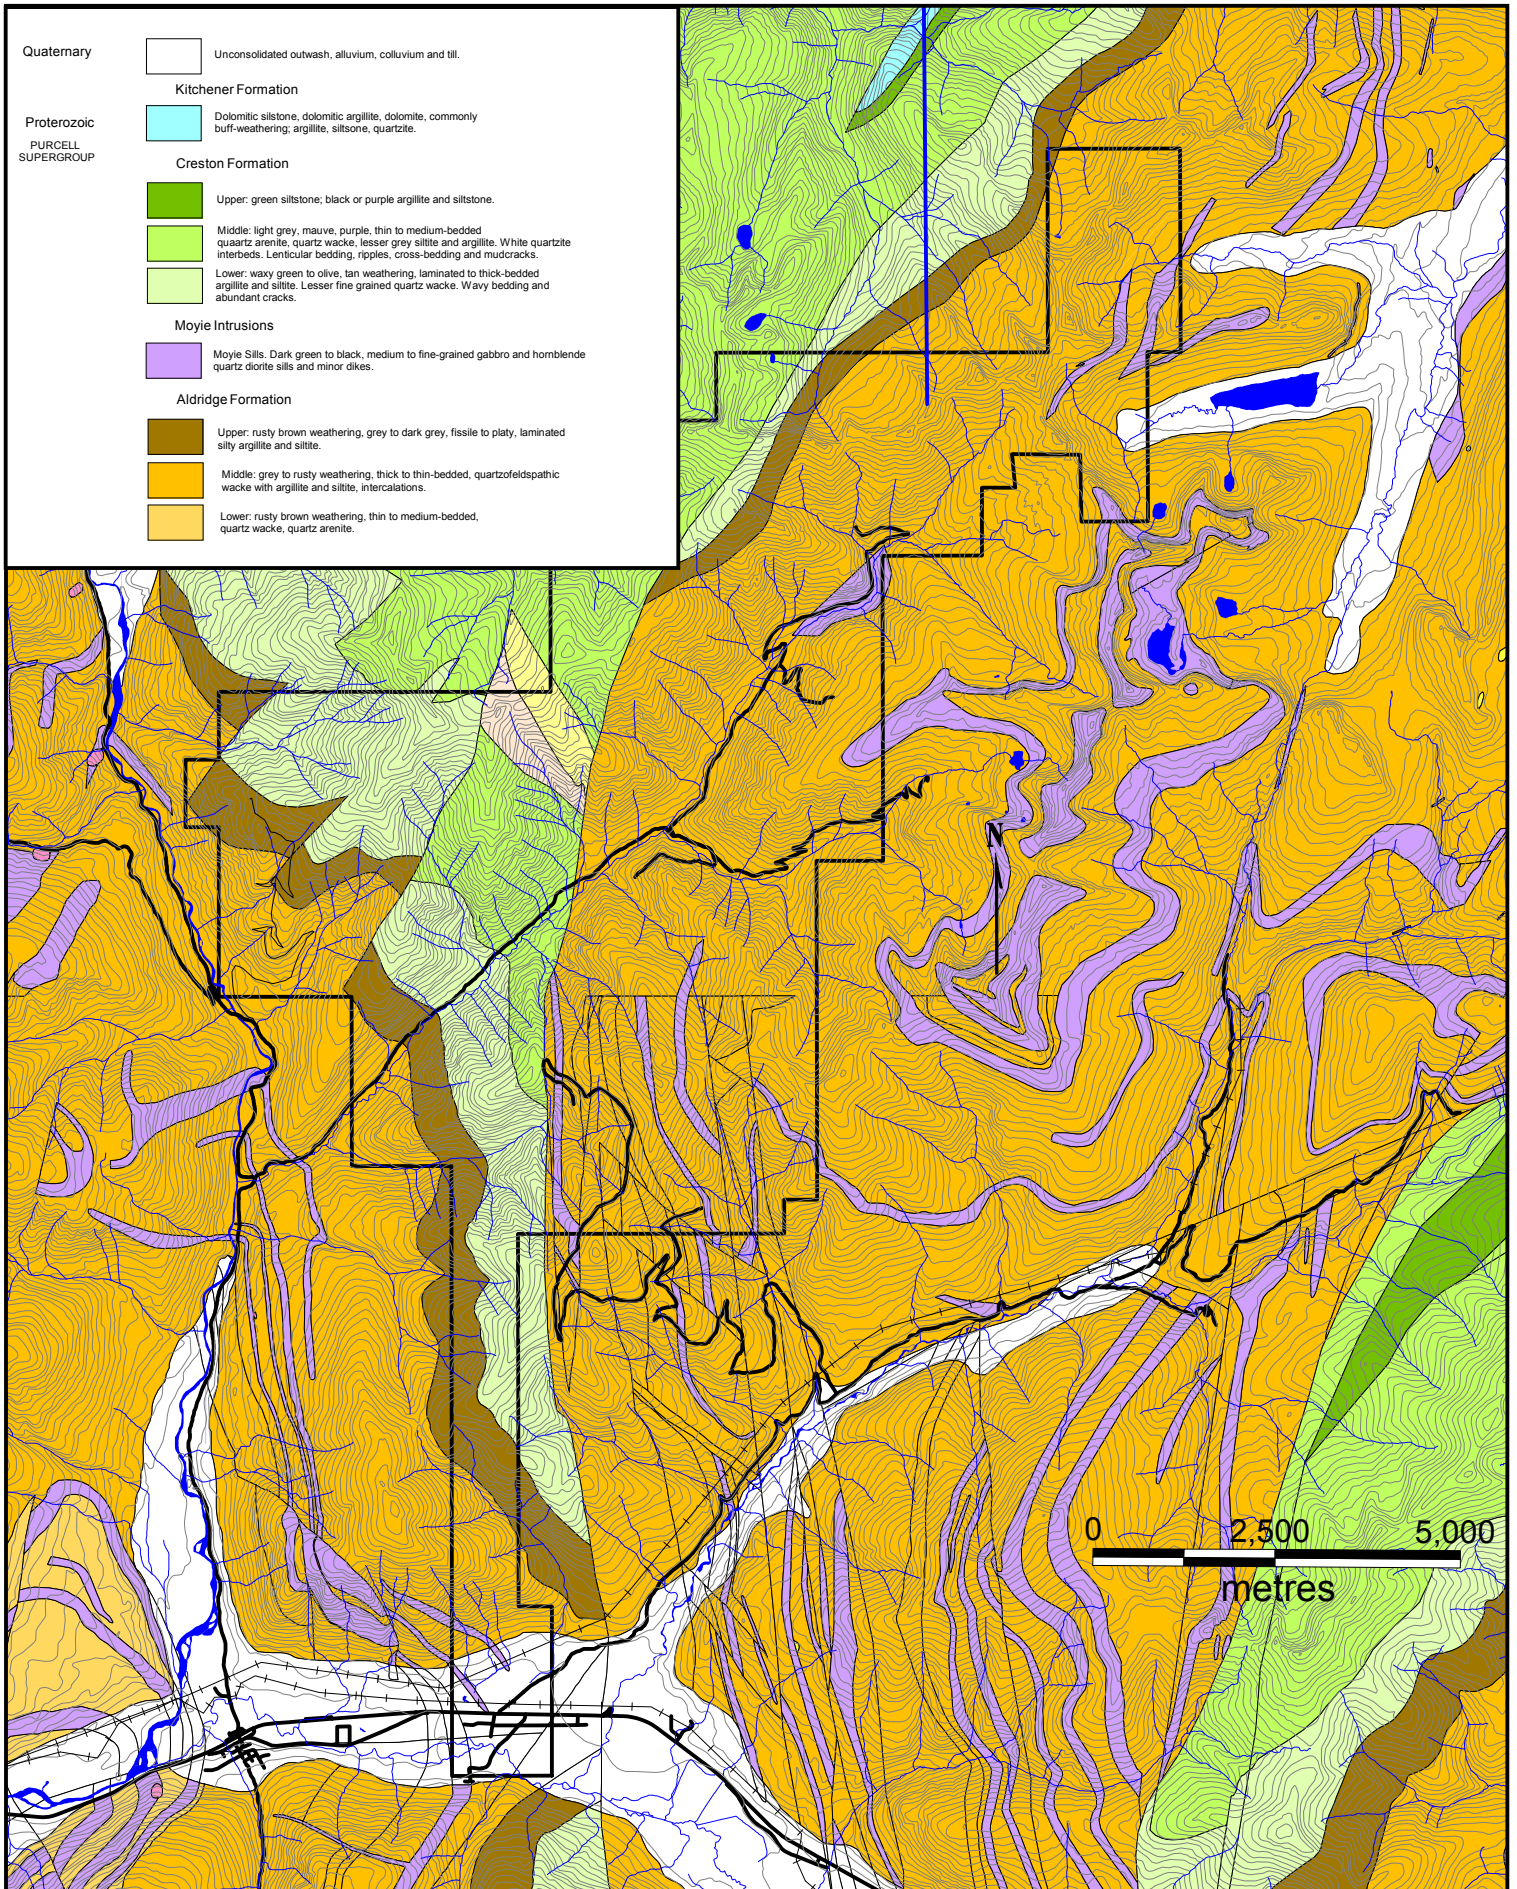 Quaternary
Unconsolidated outwash, alluvium, colluvium and till.
Kitchener Formation
Proterozoic
PURCELL
SUPERGROUP
Dolomitic silstone, dolomitic argillite, dolomite, commonly
buff-weathering; argillite, siltsone, quartzite.
Creston Formation
Upper: green siltstone; black or purple argillite and siltstone.
Middle: light grey, mauve, purple, thin to medium-bedded
quaartz arenite, quartz wacke, lesser grey siltite and argillite. White quartzite
interbeds. Lenticular bedding, ripples, cross-bedding and mudcracks.
Lower: waxy green to olive, tan weathering, laminated to thick-bedded
argillite and siltite. Lesser fine grained quartz wacke. Wavy bedding and
abundant cracks.
Moyie Intrusions
Moyie Sills. Dark green to black, medium to fine-grained gabbro and hornblende
quartz diorite sills and minor dikes.
Aldridge Formation
Upper: rusty brown weathering, grey to dark grey, fissile to platy, laminated
silty argillite and siltite.
Middle: grey to rusty weathering, thick to thin-bedded, quartzofeldspathic
wacke with argillite and siltite, intercalations.
Lower: rusty brown weathering, thin to medium-bedded,
quartz wacke, quartz arenite.
N
0 2,500 5,000
metres